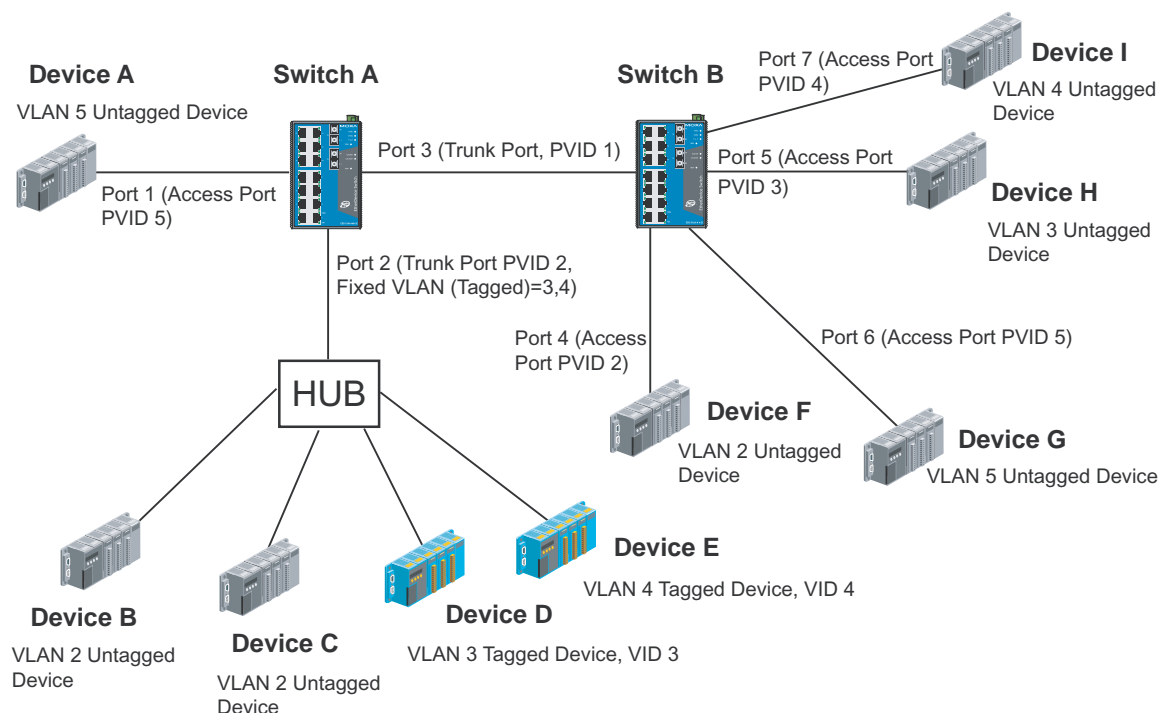 Device A
VLAN 5 Untagged Device
Switch A
Switch B
Port 7 (Access Port
PVID 4)
Device I
VLAN 4 Untagged
Device
Port 1 (Access Port
PVID 5)
Port 3 (Trunk Port, PVID 1)
Port 5 (Access Port
PVID 3)
Device H
VLAN 3 Untagged
Device
Port 2 (Trunk Port PVID 2,
Fixed VLAN (Tagged)=3,4)
Port 4 (Access
Port PVID 2)
Port 6 (Access Port PVID 5)
HUB
Device F
VLAN 2 Untagged
Device
Device G
VLAN 5 Untagged Device
Device B
VLAN 2 Untagged
Device
Device C
VLAN 2 Untagged
Device
Device D
VLAN 3 Tagged Device, VID 3
Device E
VLAN 4 Tagged Device, VID 4